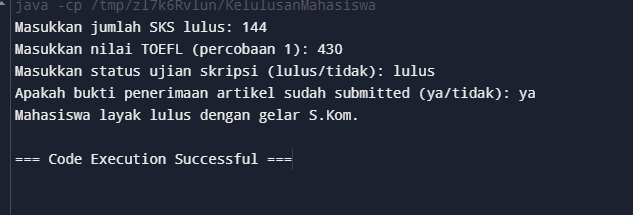 java -cp /tmp/zl7k6Rvlun/KelulusanMahasiswa
Masukkan jumlah SKS lulus: 144
Masukkan nilai TOEFL (percobaan 1): 430
Masukkan status ujian skripsi (lulus/tidak): lulus
Apakah bukti penerimaan artikel sudah submitted (ya/tidak): ya
Mahasiswa layak lulus dengan gelar S.Kom.
=== Code Execution Successful ===